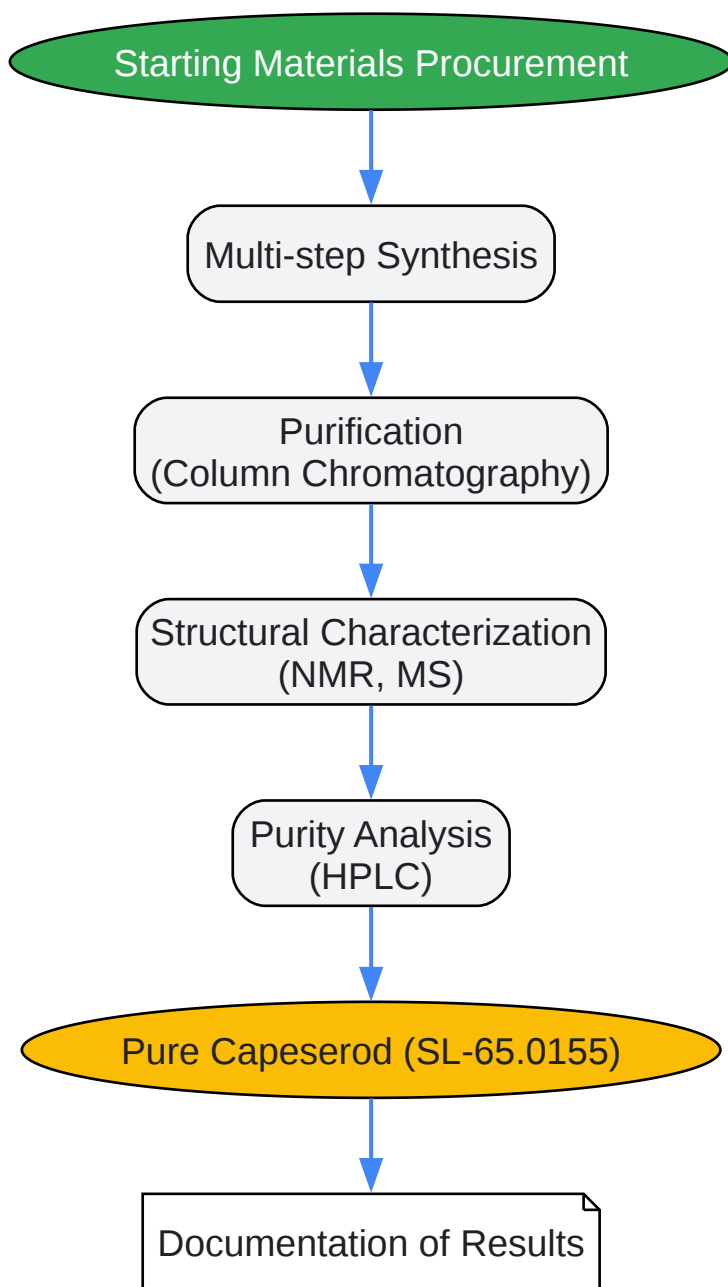 Starting Materials Procurement
Multi-step Synthesis
Purification
(Column Chromatography)
Structural Characterization
(NMR, MS)
Purity Analysis
(HPLC)
Pure Capeserod (SL-65.0155)
Documentation of Results